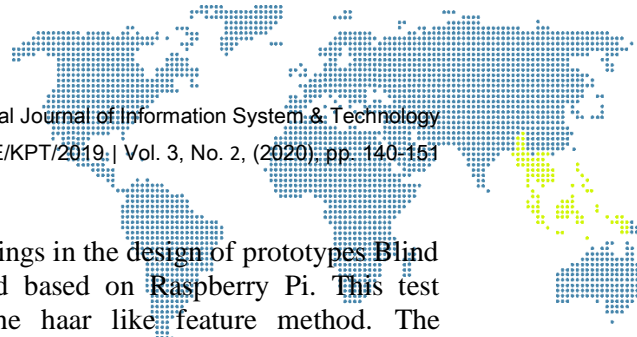 al Journal of Information System & Technology
E/KPT/2019 | Vol. 3, No. 2, (2020), pp. 140-151
ings in the design of prototypes Blind
d based on Raspberry Pi. This test
ne haar like feature method. The